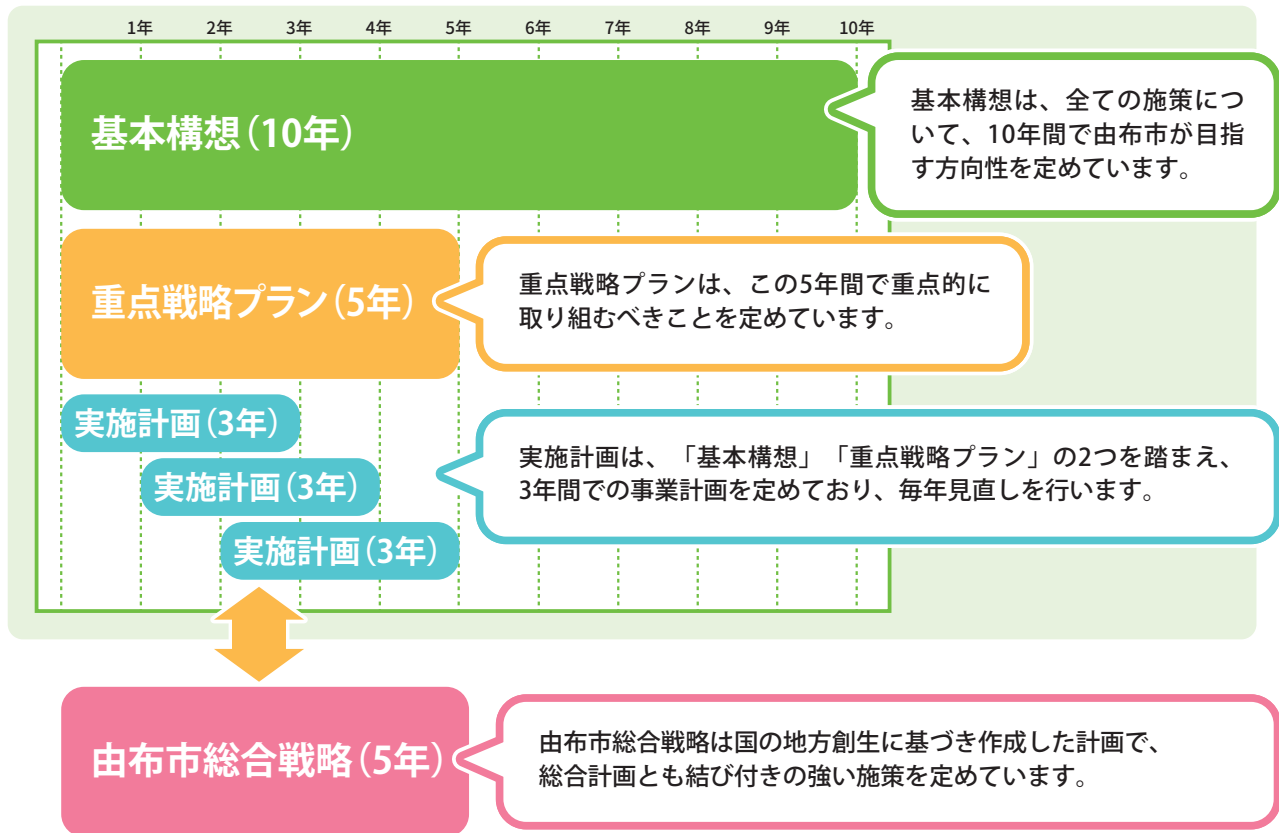 1年 2年 3年 4年 5年 6年 7年 8年 9年 10年
基本構想(10年)
基本構想は、全ての施策につ
いて、10年間で由布市が目指
す方向性を定めています。
重点戦略プラン(5年)
重点戦略プランは、この5年間で重点的に
取り組むべきことを定めています。
実施計画(3年)
実施計画(3年)
実施計画(3年)
実施計画は、「基本構想」「重点戦略プラン」の2つを踏まえ、
3年間での事業計画を定めており、毎年見直しを行います。
由布市総合戦略(5年)
由布市総合戦略は国の地方創生に基づき作成した計画で、
総合計画とも結び付きの強い施策を定めています。